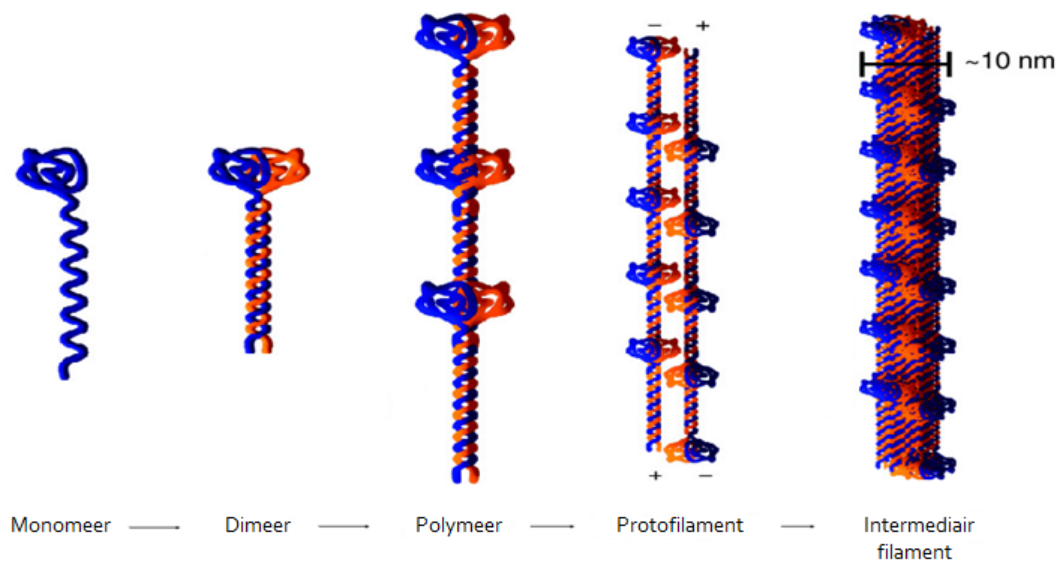 − +
~10 nm
+ −
Monomeer → Dimeer → Polymeer → Protofilament → Intermediair
filament